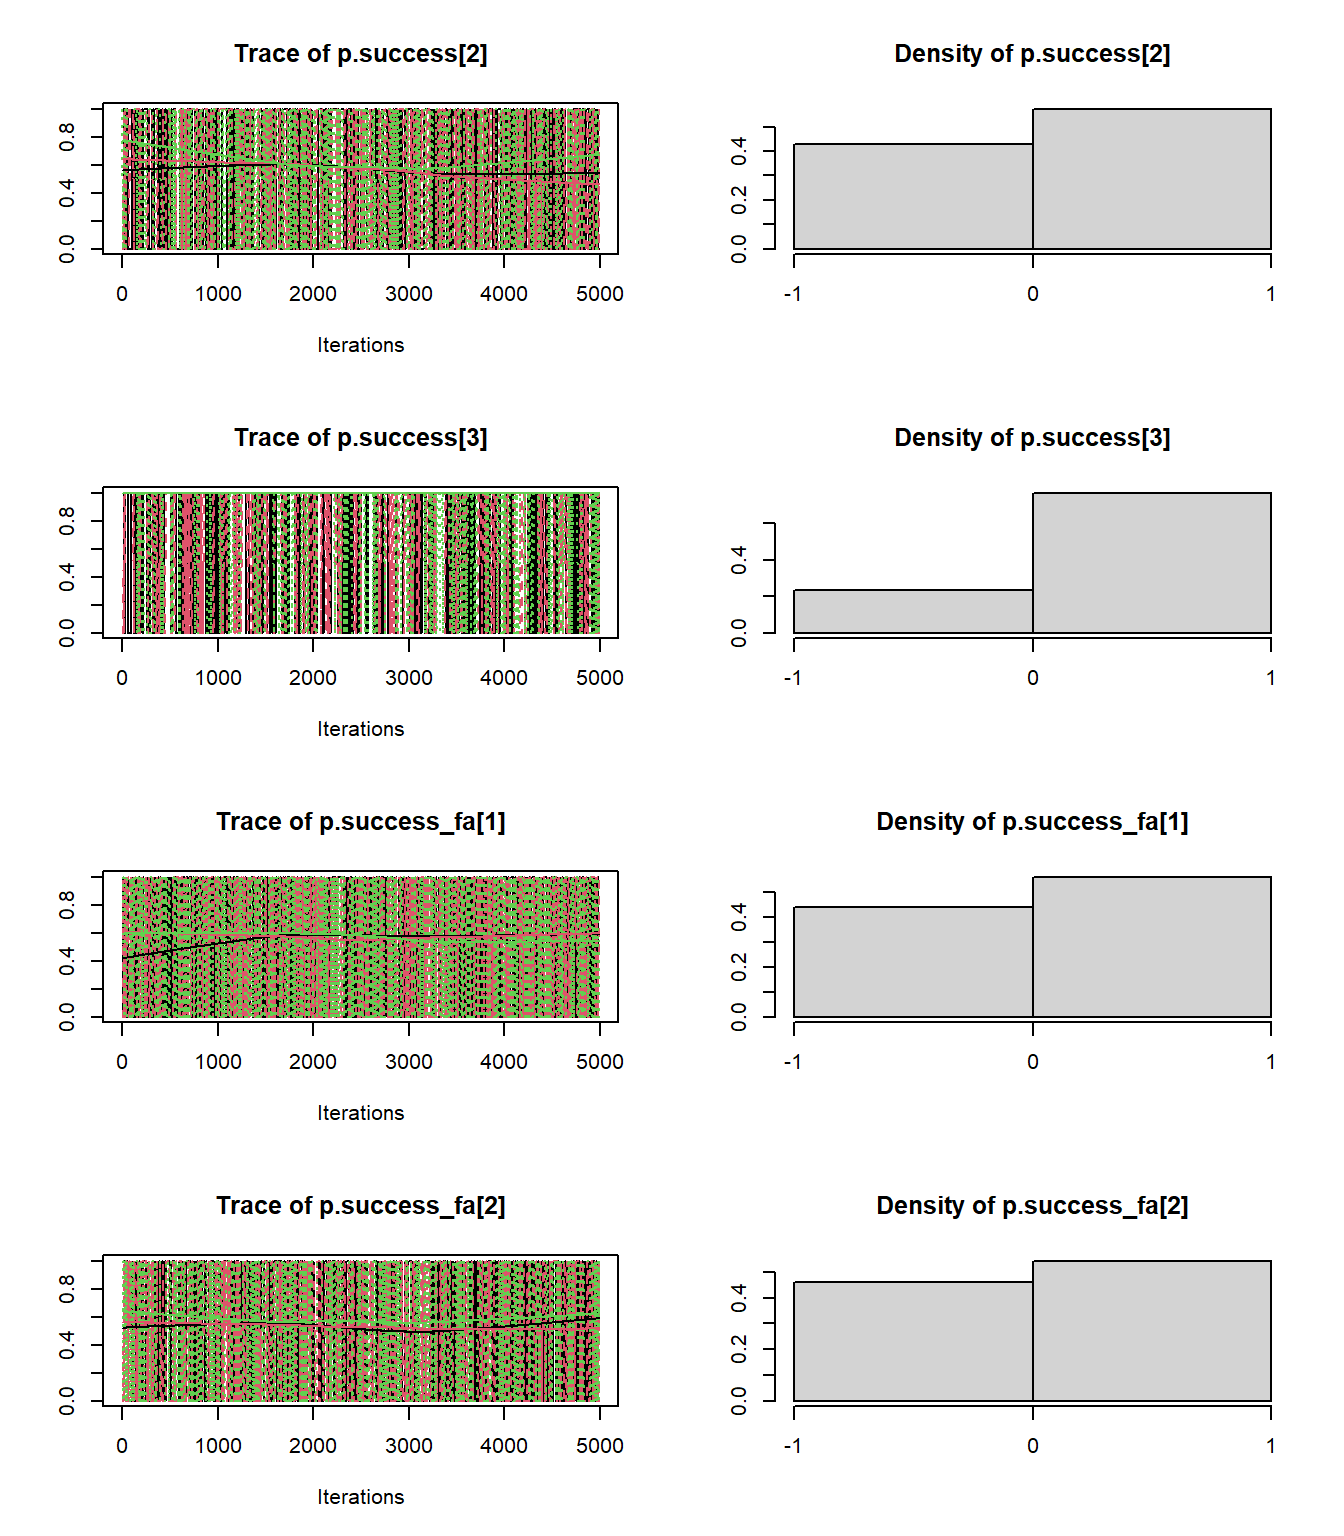 Trace of p.success[2]
0.0 0.4 0.8
0 1000 2000 3000 4000 5000
Iterations
Density of p.success[2]
0.0 0.2 0.4
-1 0 1
Trace of p.success[3]
0.0 0.4 0.8
0 1000 2000 3000 4000 5000
Iterations
Density of p.success[3]
0.0 0.4
-1 0 1
Trace of p.success_fa[1]
0.0 0.4 0.8
0 1000 2000 3000 4000 5000
Iterations
Density of p.success_fa[1]
0.0 0.2 0.4
-1 0 1
Trace of p.success_fa[2]
0.0 0.4 0.8
0 1000 2000 3000 4000 5000
Iterations
Density of p.success_fa[2]
0.0 0.2 0.4
-1 0 1